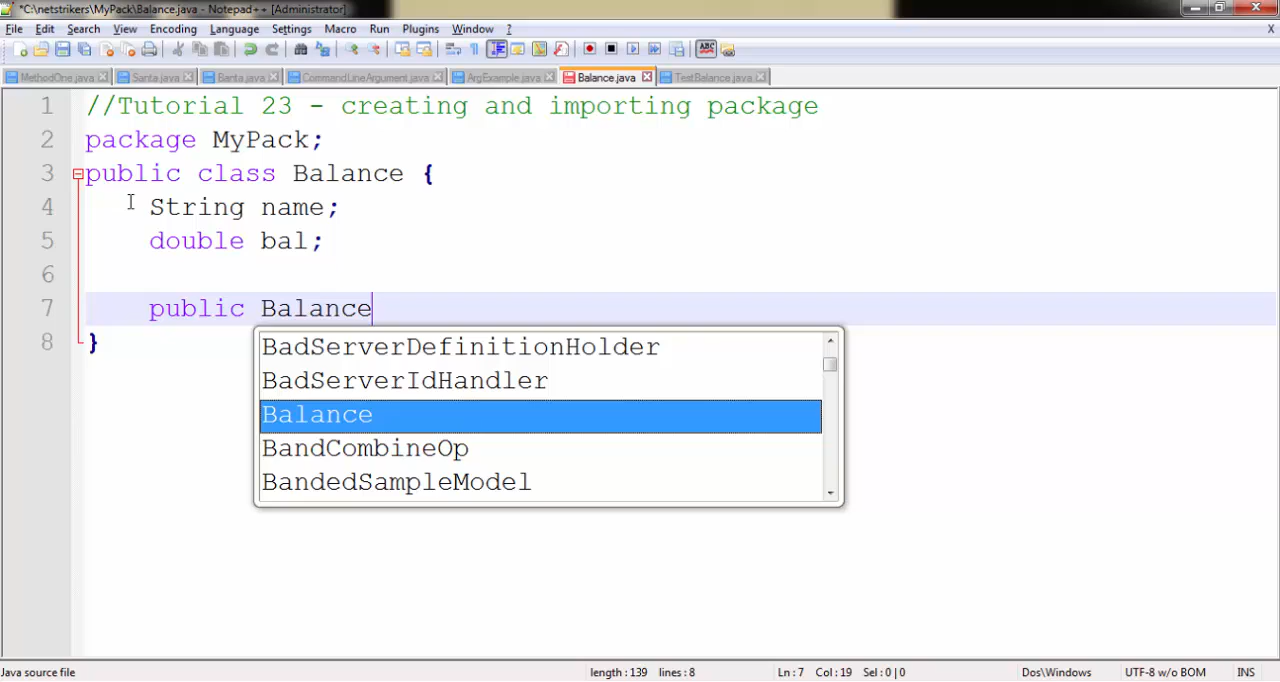 *C:\netstrikers\MyPack\Balance.java - Notepad++ [Administrator]
File Edit Search View Encoding Language Settings Macro Run Plugins Window ? X
MethodOne.java Santa.java Banta.java CommandLineArgument.java ArgExample.java Balance.java TestBalance.java
1 //Tutorial 23 - creating and importing package
2 package MyPack;
3 public class Balance {
4 String name;
5 double bal;
6
7 public Balance
8 }
BadServerDefinitionHolder
BadServerIdHandler
Balance
BandCombineOp
BandedSampleModel
Java source file length : 139 lines : 8 Ln : 7 Col : 19 Sel : 0 | 0 Dos\Windows UTF-8 w/o BOM INS